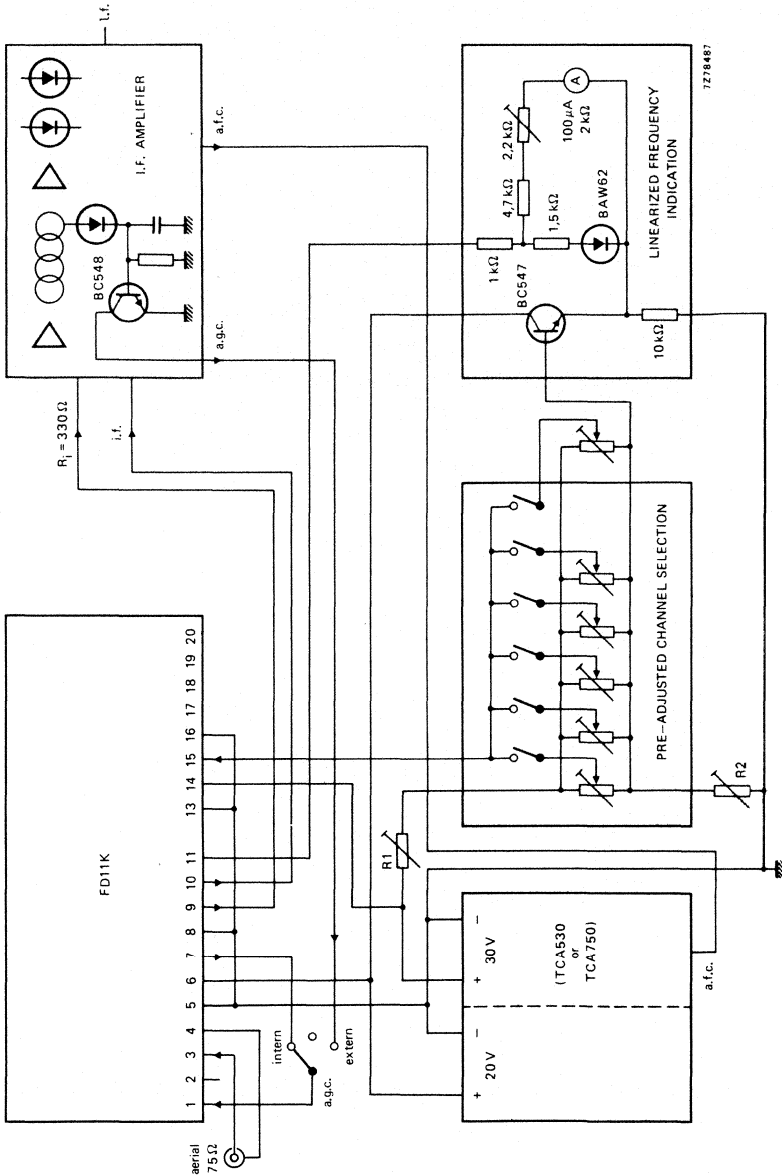 FD11K
1 2 3 4 5 6 7 8 9 10 11 13 14 15 16 17 18 19 20
aerial
75 Ω
a.g.c.
intern
extern
Ri = 330 Ω
i.f.
a.g.c.
BC548
I.F. AMPLIFIER
l.f.
a.f.c.
+ 20 V − + 30 V −
(TCA530
or
TCA750)
a.f.c.
R1
R2
PRE-ADJUSTED CHANNEL SELECTION
BC547
1 kΩ
4,7 kΩ
2,2 kΩ
1,5 kΩ
BAW62
100 μA
2 kΩ
A
10 kΩ
LINEARIZED FREQUENCY
INDICATION
7Z78487